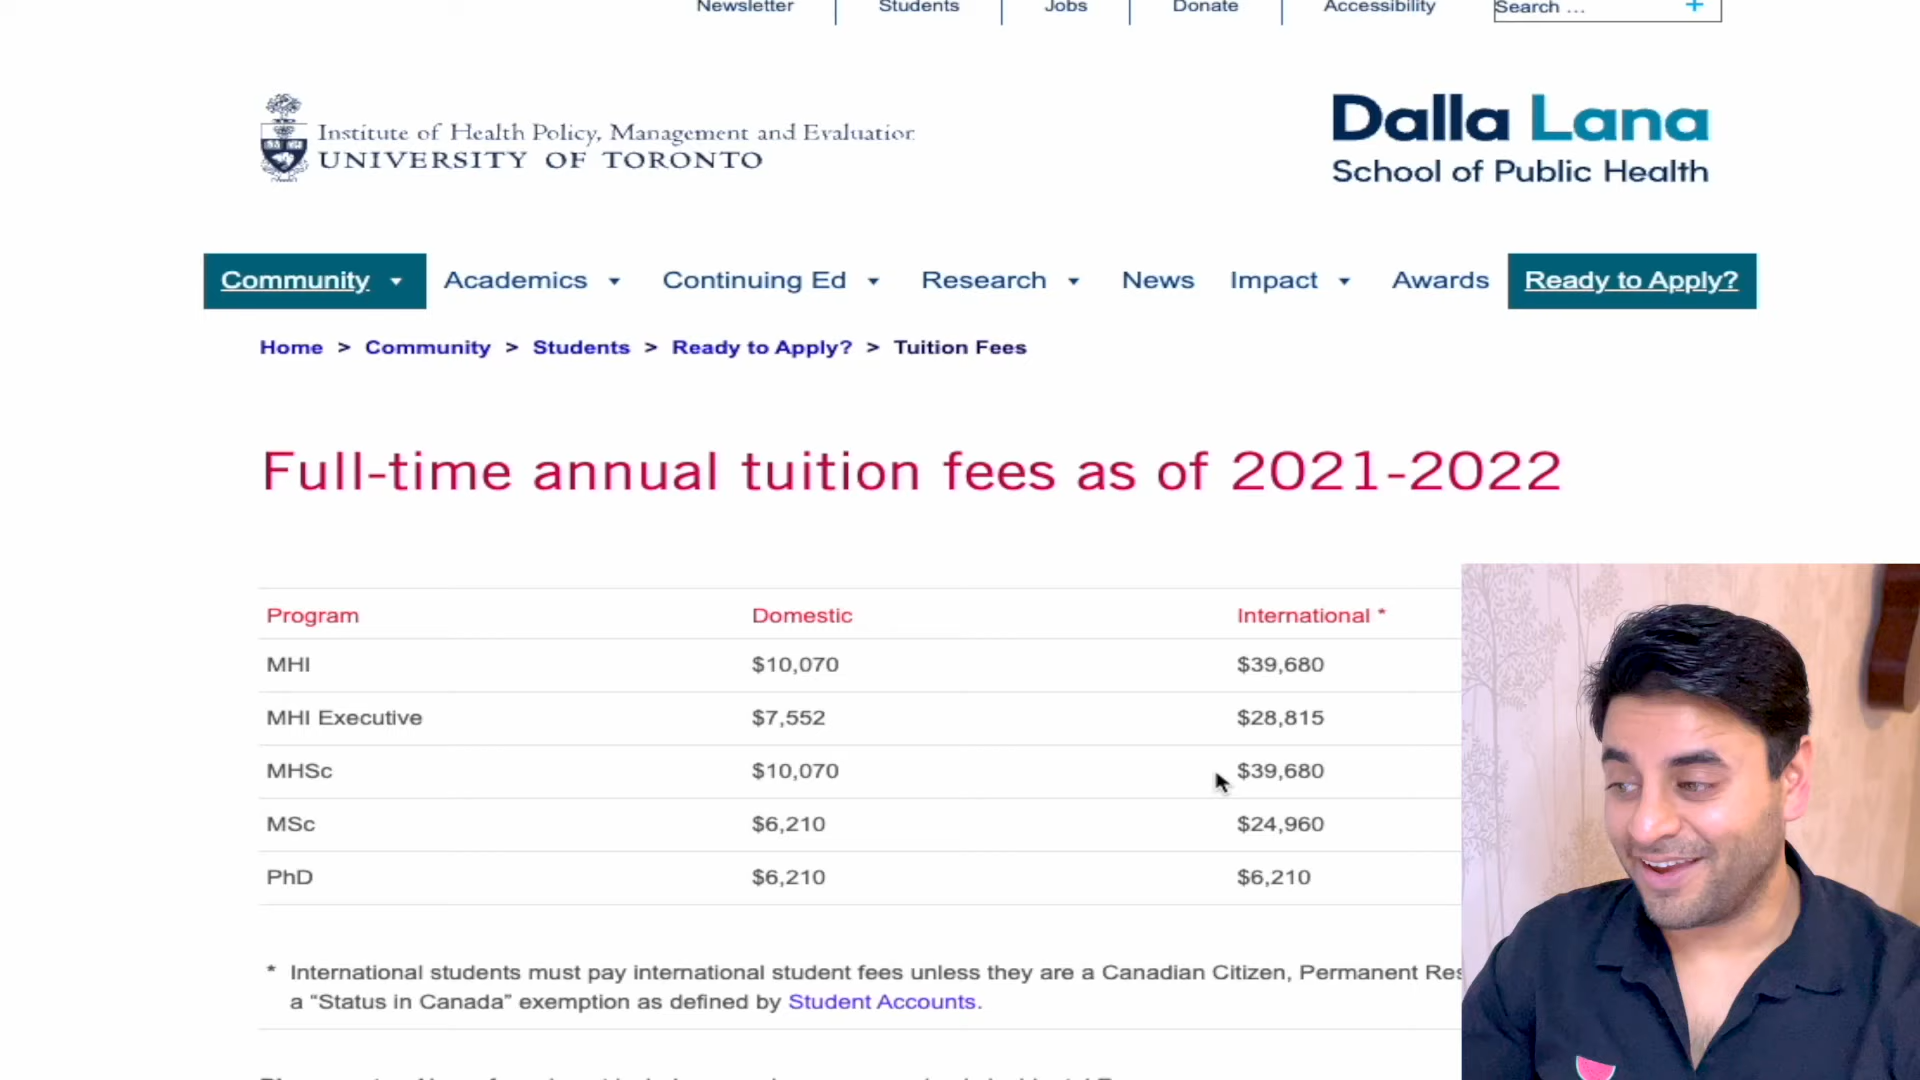 Newsletter Students Jobs Donate Accessibility Search ... +
Institute of Health Policy, Management and Evaluation
UNIVERSITY OF TORONTO
Dalla Lana
School of Public Health
Community Academics Continuing Ed Research News Impact Awards Ready to Apply?
Home > Community > Students > Ready to Apply? > Tuition Fees
Full-time annual tuition fees as of 2021-2022
Program Domestic International *
MHI $10,070 $39,680
MHI Executive $7,552 $28,815
MHSc $10,070 $39,680
MSc $6,210 $24,960
PhD $6,210 $6,210
* International students must pay international student fees unless they are a Canadian Citizen, Permanent
a “Status in Canada” exemption as defined by Student Accounts.